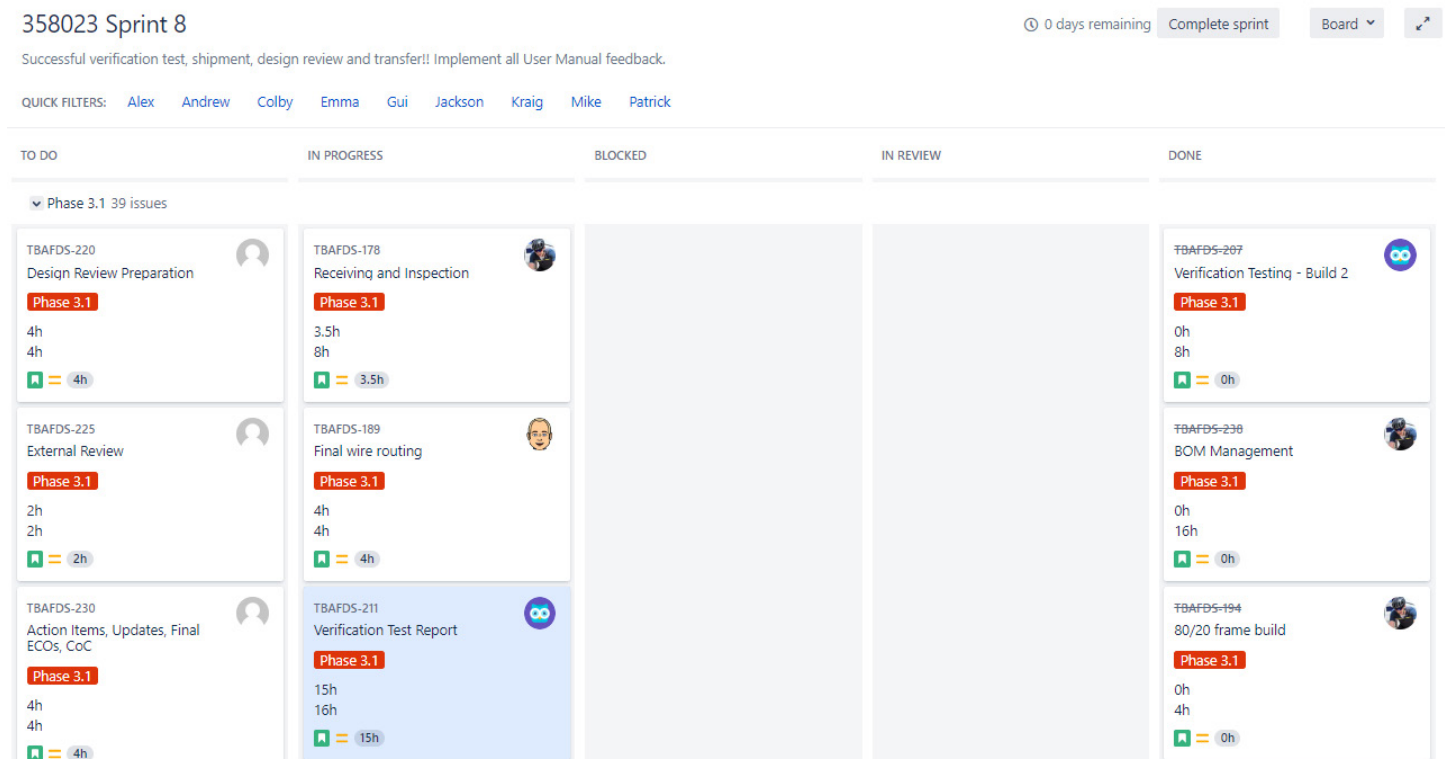 358023 Sprint 8
0 days remaining
Complete sprint
Board
Successful verification test, shipment, design review and transfer!! Implement all User Manual feedback.
QUICK FILTERS: Alex Andrew Colby Emma Gui Jackson Kraig Mike Patrick
TO DO
IN PROGRESS
BLOCKED
IN REVIEW
DONE
Phase 3.1 39 issues
TBAFDS-220
Design Review Preparation
Phase 3.1
4h
4h
4h
TBAFDS-225
External Review
Phase 3.1
2h
2h
2h
TBAFDS-230
Action Items, Updates, Final
ECOs, CoC
Phase 3.1
4h
4h
4h
TBAFDS-178
Receiving and Inspection
Phase 3.1
3.5h
8h
3.5h
TBAFDS-189
Final wire routing
Phase 3.1
4h
4h
4h
TBAFDS-211
Verification Test Report
Phase 3.1
15h
16h
15h
TBAFDS-207
Verification Testing - Build 2
Phase 3.1
0h
8h
0h
TBAFDS-238
BOM Management
Phase 3.1
0h
16h
0h
TBAFDS-194
80/20 frame build
Phase 3.1
0h
4h
0h